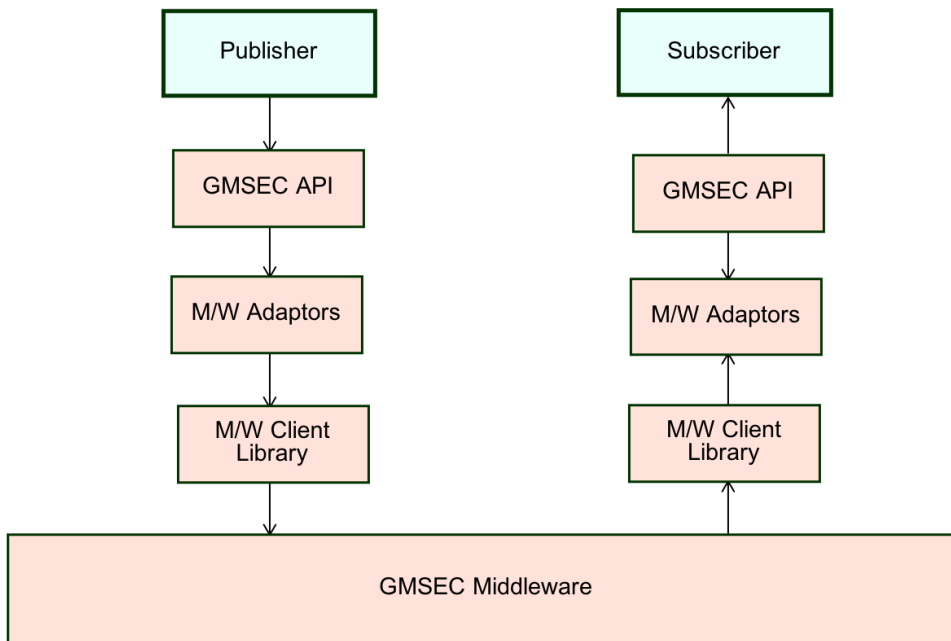 Publisher
Subscriber
GMSEC API
GMSEC API
M/W Adaptors
M/W Adaptors
M/W Client
Library
M/W Client
Library
GMSEC Middleware